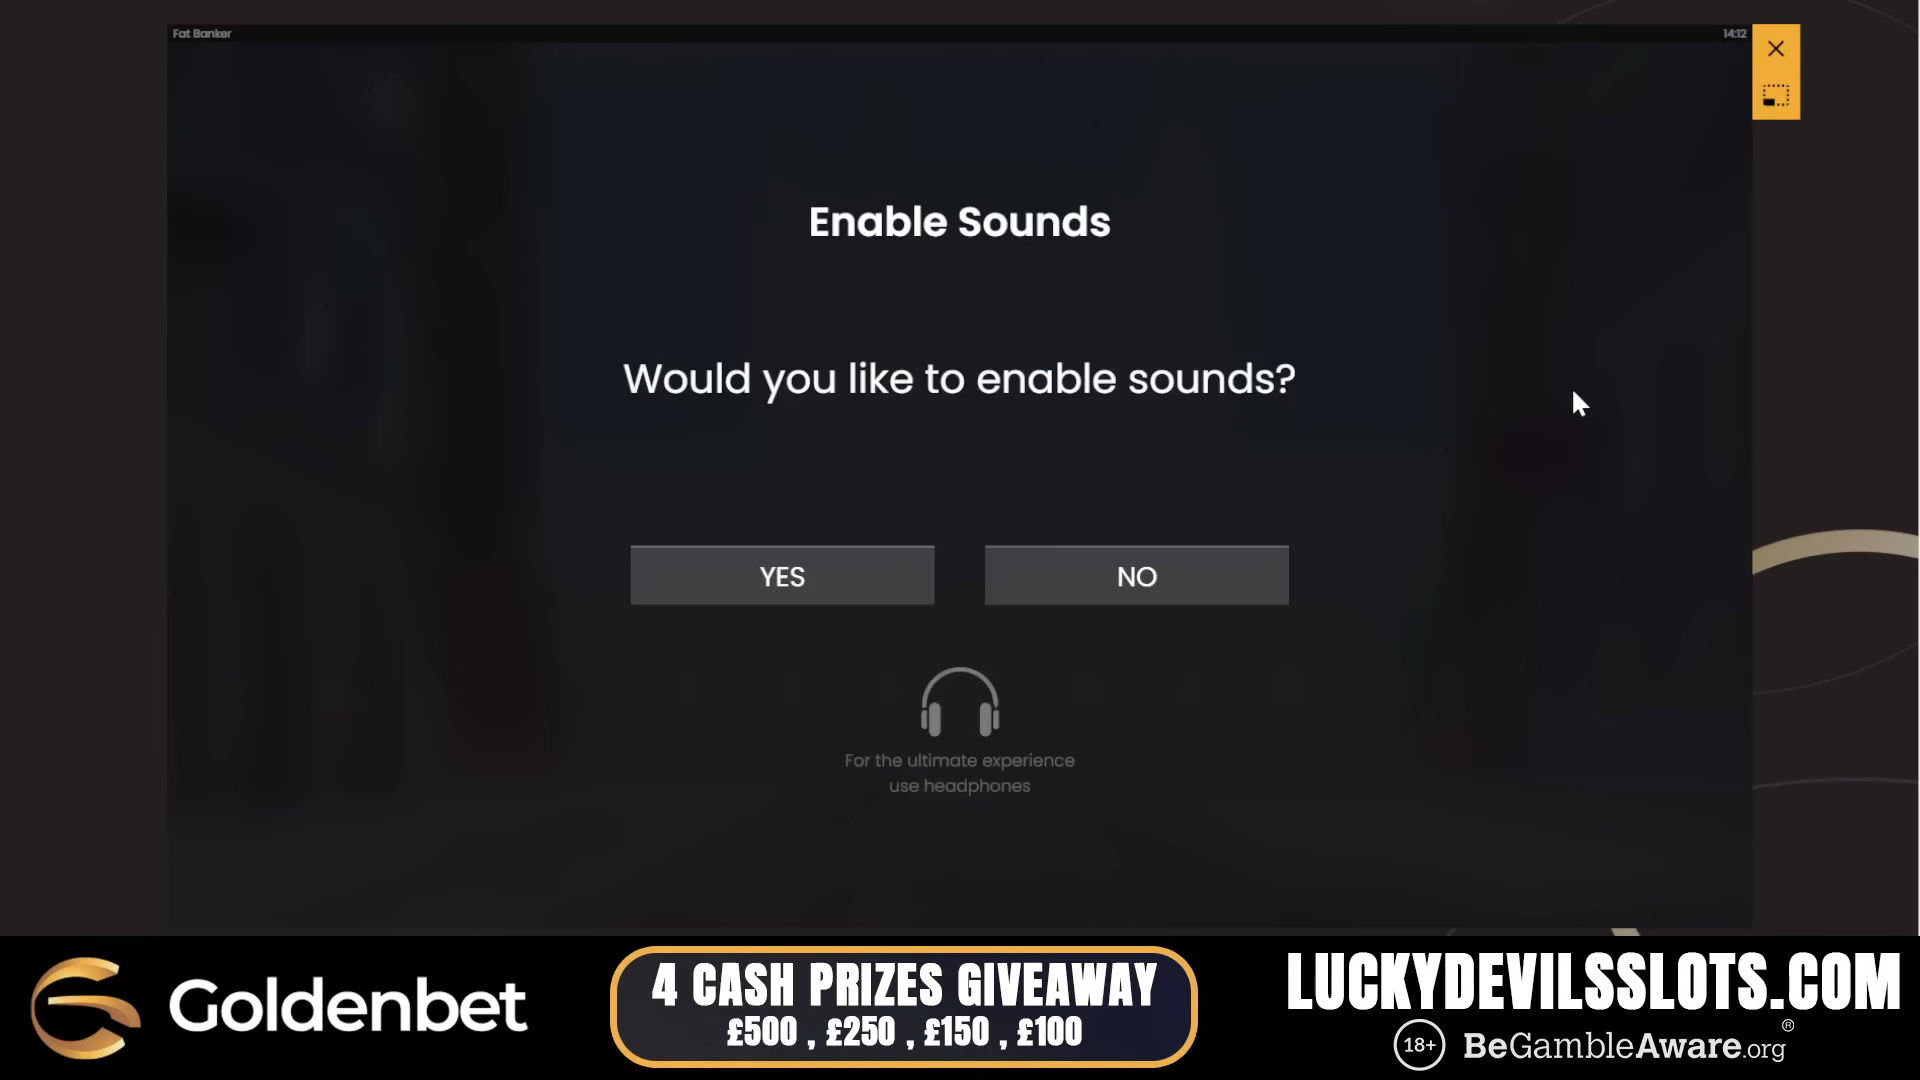 Fat Banker
14:12
Enable Sounds
Would you like to enable sounds?
YES
NO
For the ultimate experience
use headphones
Goldenbet
4 CASH PRIZES GIVEAWAY
£500 , £250 , £150 , £100
LUCKYDEVILSSLOTS.COM
18+
BeGambleAware.org®